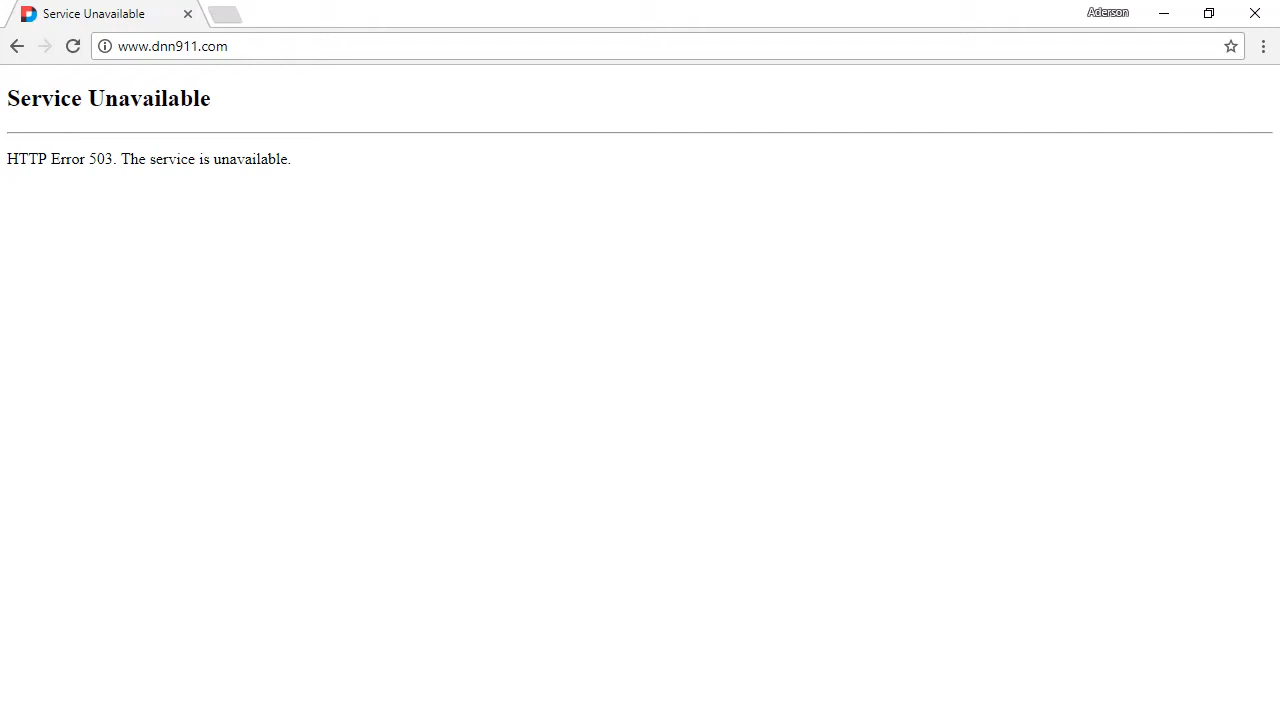 Service Unavailable
Aderson
www.dnn911.com
Service Unavailable
HTTP Error 503. The service is unavailable.